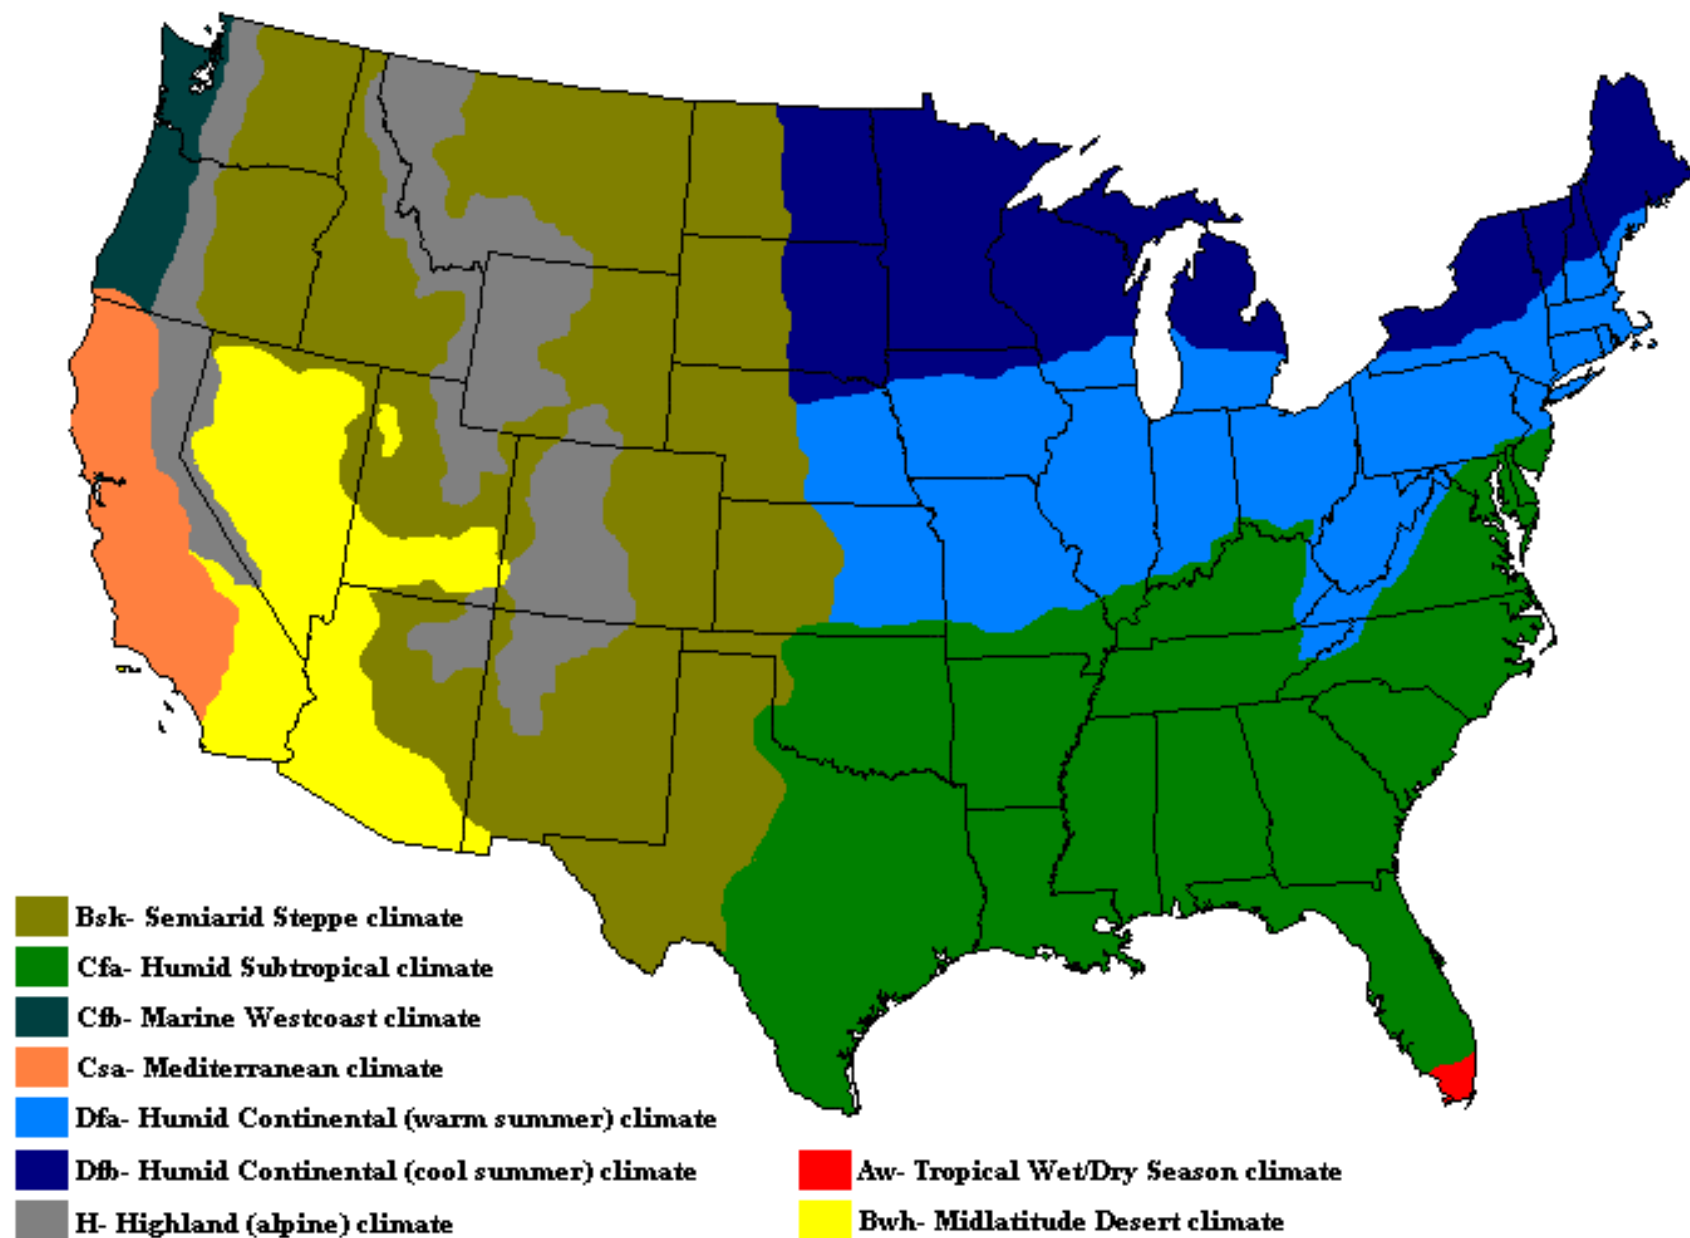 Bsk- Semiarid Steppe climate
Cfa- Humid Subtropical climate
Cfb- Marine Westcoast climate
Csa- Mediterranean climate
Dfa- Humid Continental (warm summer) climate
Dfb- Humid Continental (cool summer) climate
H- Highland (alpine) climate
Aw- Tropical Wet/Dry Season climate
Bwh- Midlatitude Desert climate